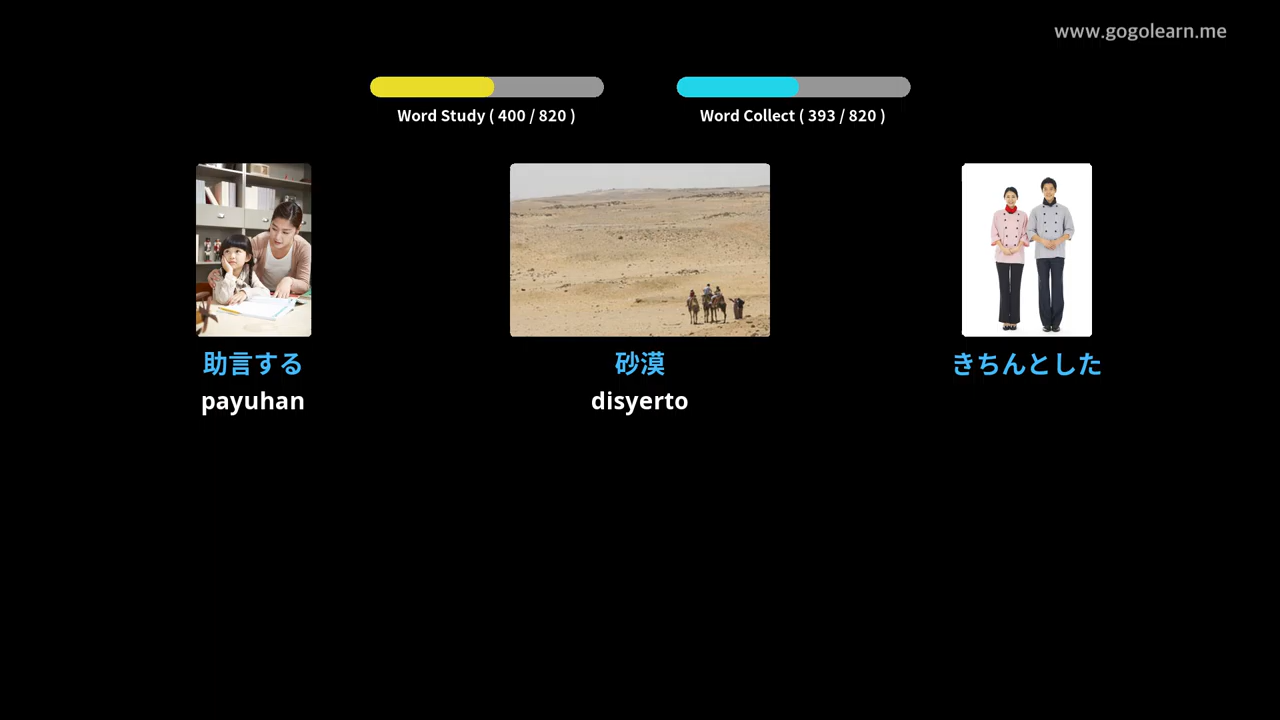 www.gogolearn.me
Word Study ( 400 / 820 )
Word Collect ( 393 / 820 )
助言する
payuhan
砂漠
disyerto
きちんとした